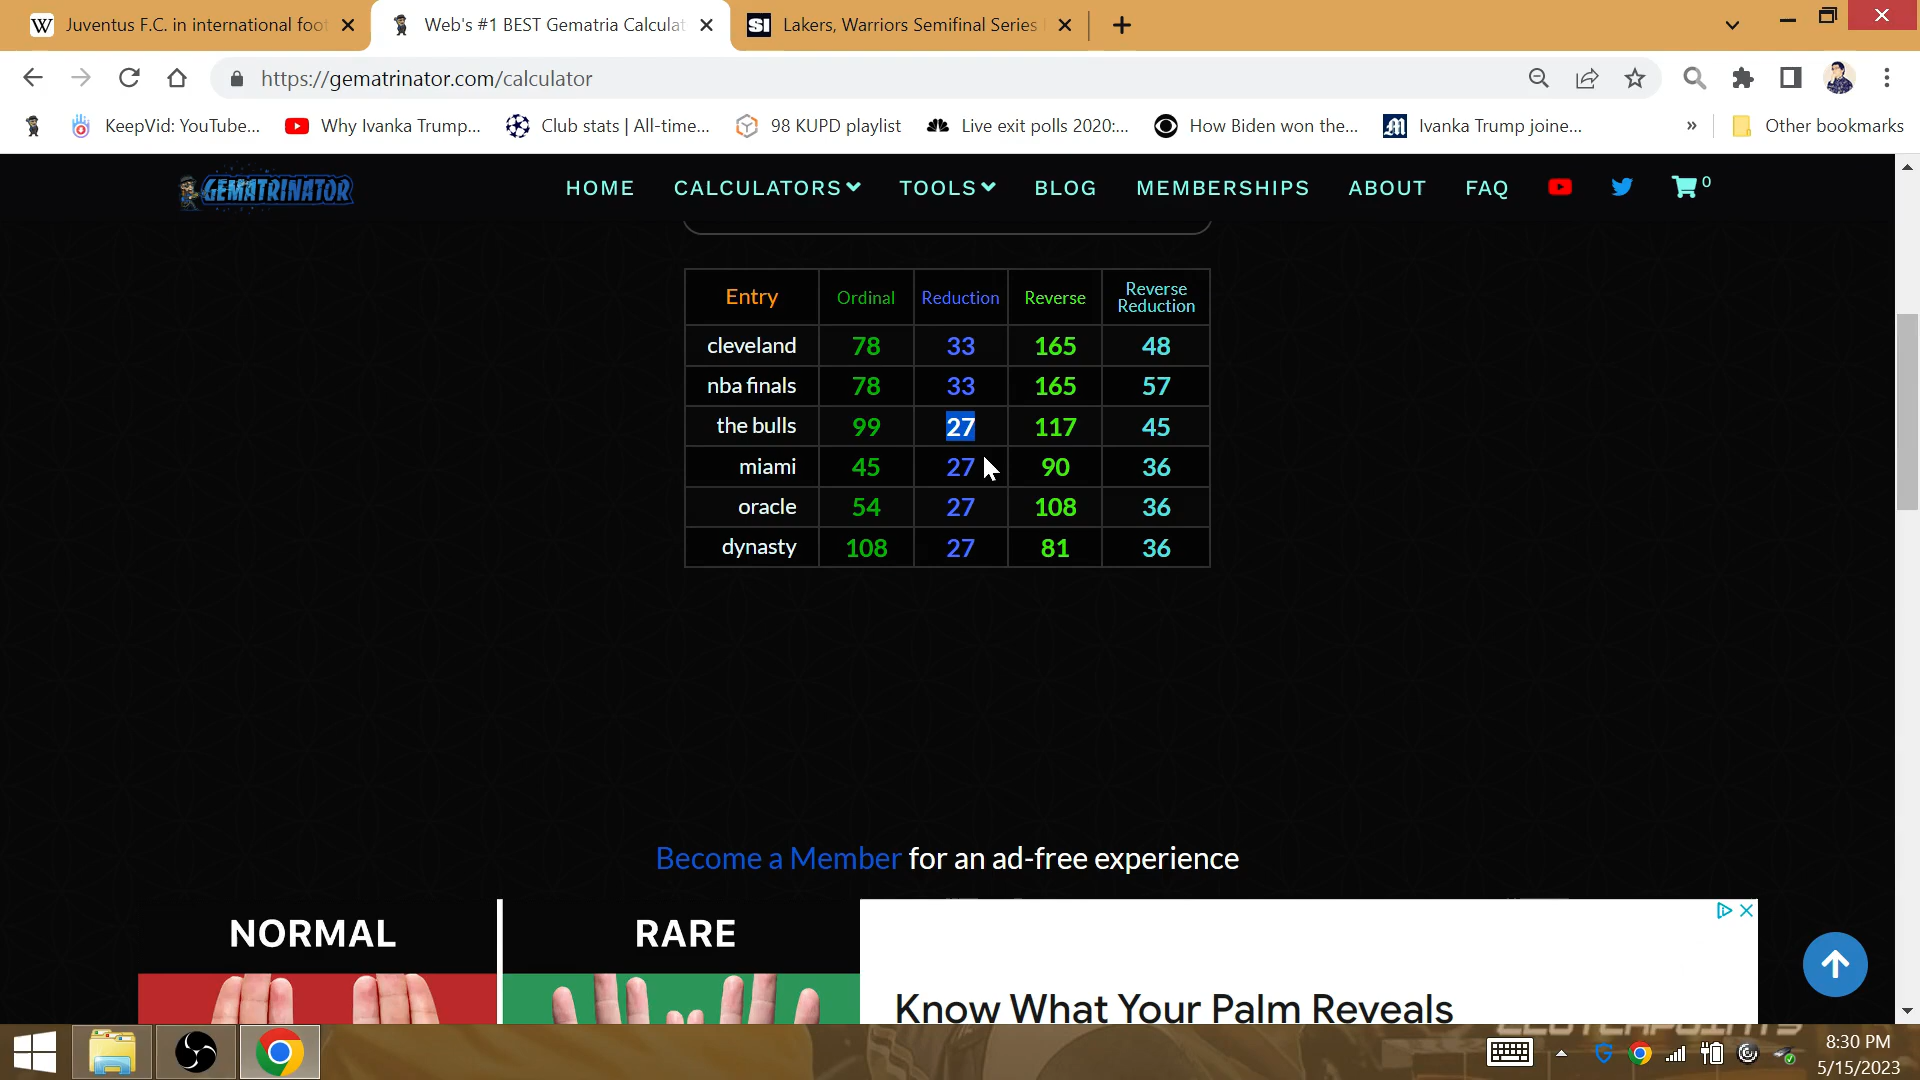 Juventus F.C. in international foot
Web's #1 BEST Gematria Calculat
SI Lakers, Warriors Semifinal Series
https://gematrinator.com/calculator
KeepVid: YouTube... Why Ivanka Trump... Club stats | All-time... 98 KUPD playlist Live exit polls 2020:... How Biden won the... Ivanka Trump joine... » Other bookmarks
GEMATRINATOR HOME CALCULATORS TOOLS BLOG MEMBERSHIPS ABOUT FAQ 0
Entry Ordinal Reduction Reverse Reverse Reduction
cleveland 78 33 165 48
nba finals 78 33 165 57
the bulls 99 27 117 45
miami 45 27 90 36
oracle 54 27 108 36
dynasty 108 27 81 36
Become a Member for an ad-free experience
NORMAL RARE
Know What Your Palm Reveals
CLUTCHPOINTS
8:30 PM
5/15/2023